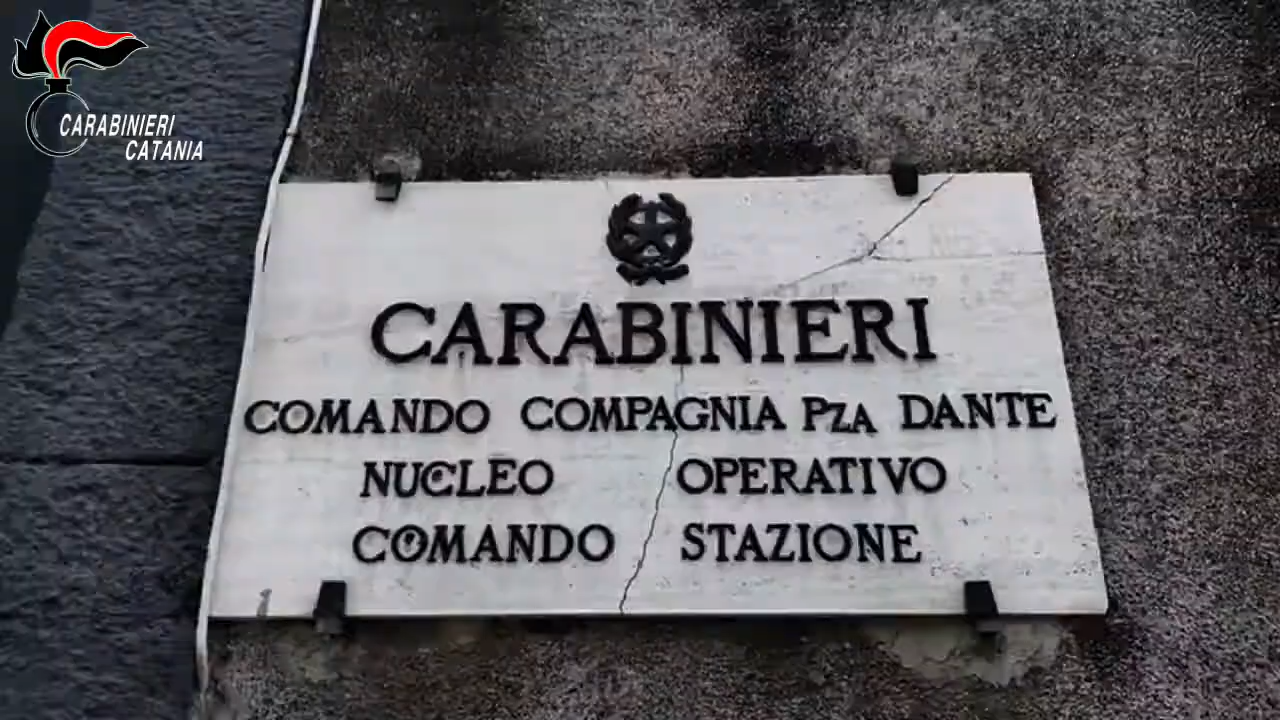 CARABINIERI
CATANIA
CARABINIERI
COMANDO COMPAGNIA PZA DANTE
NUCLEO OPERATIVO
COMANDO STAZIONE